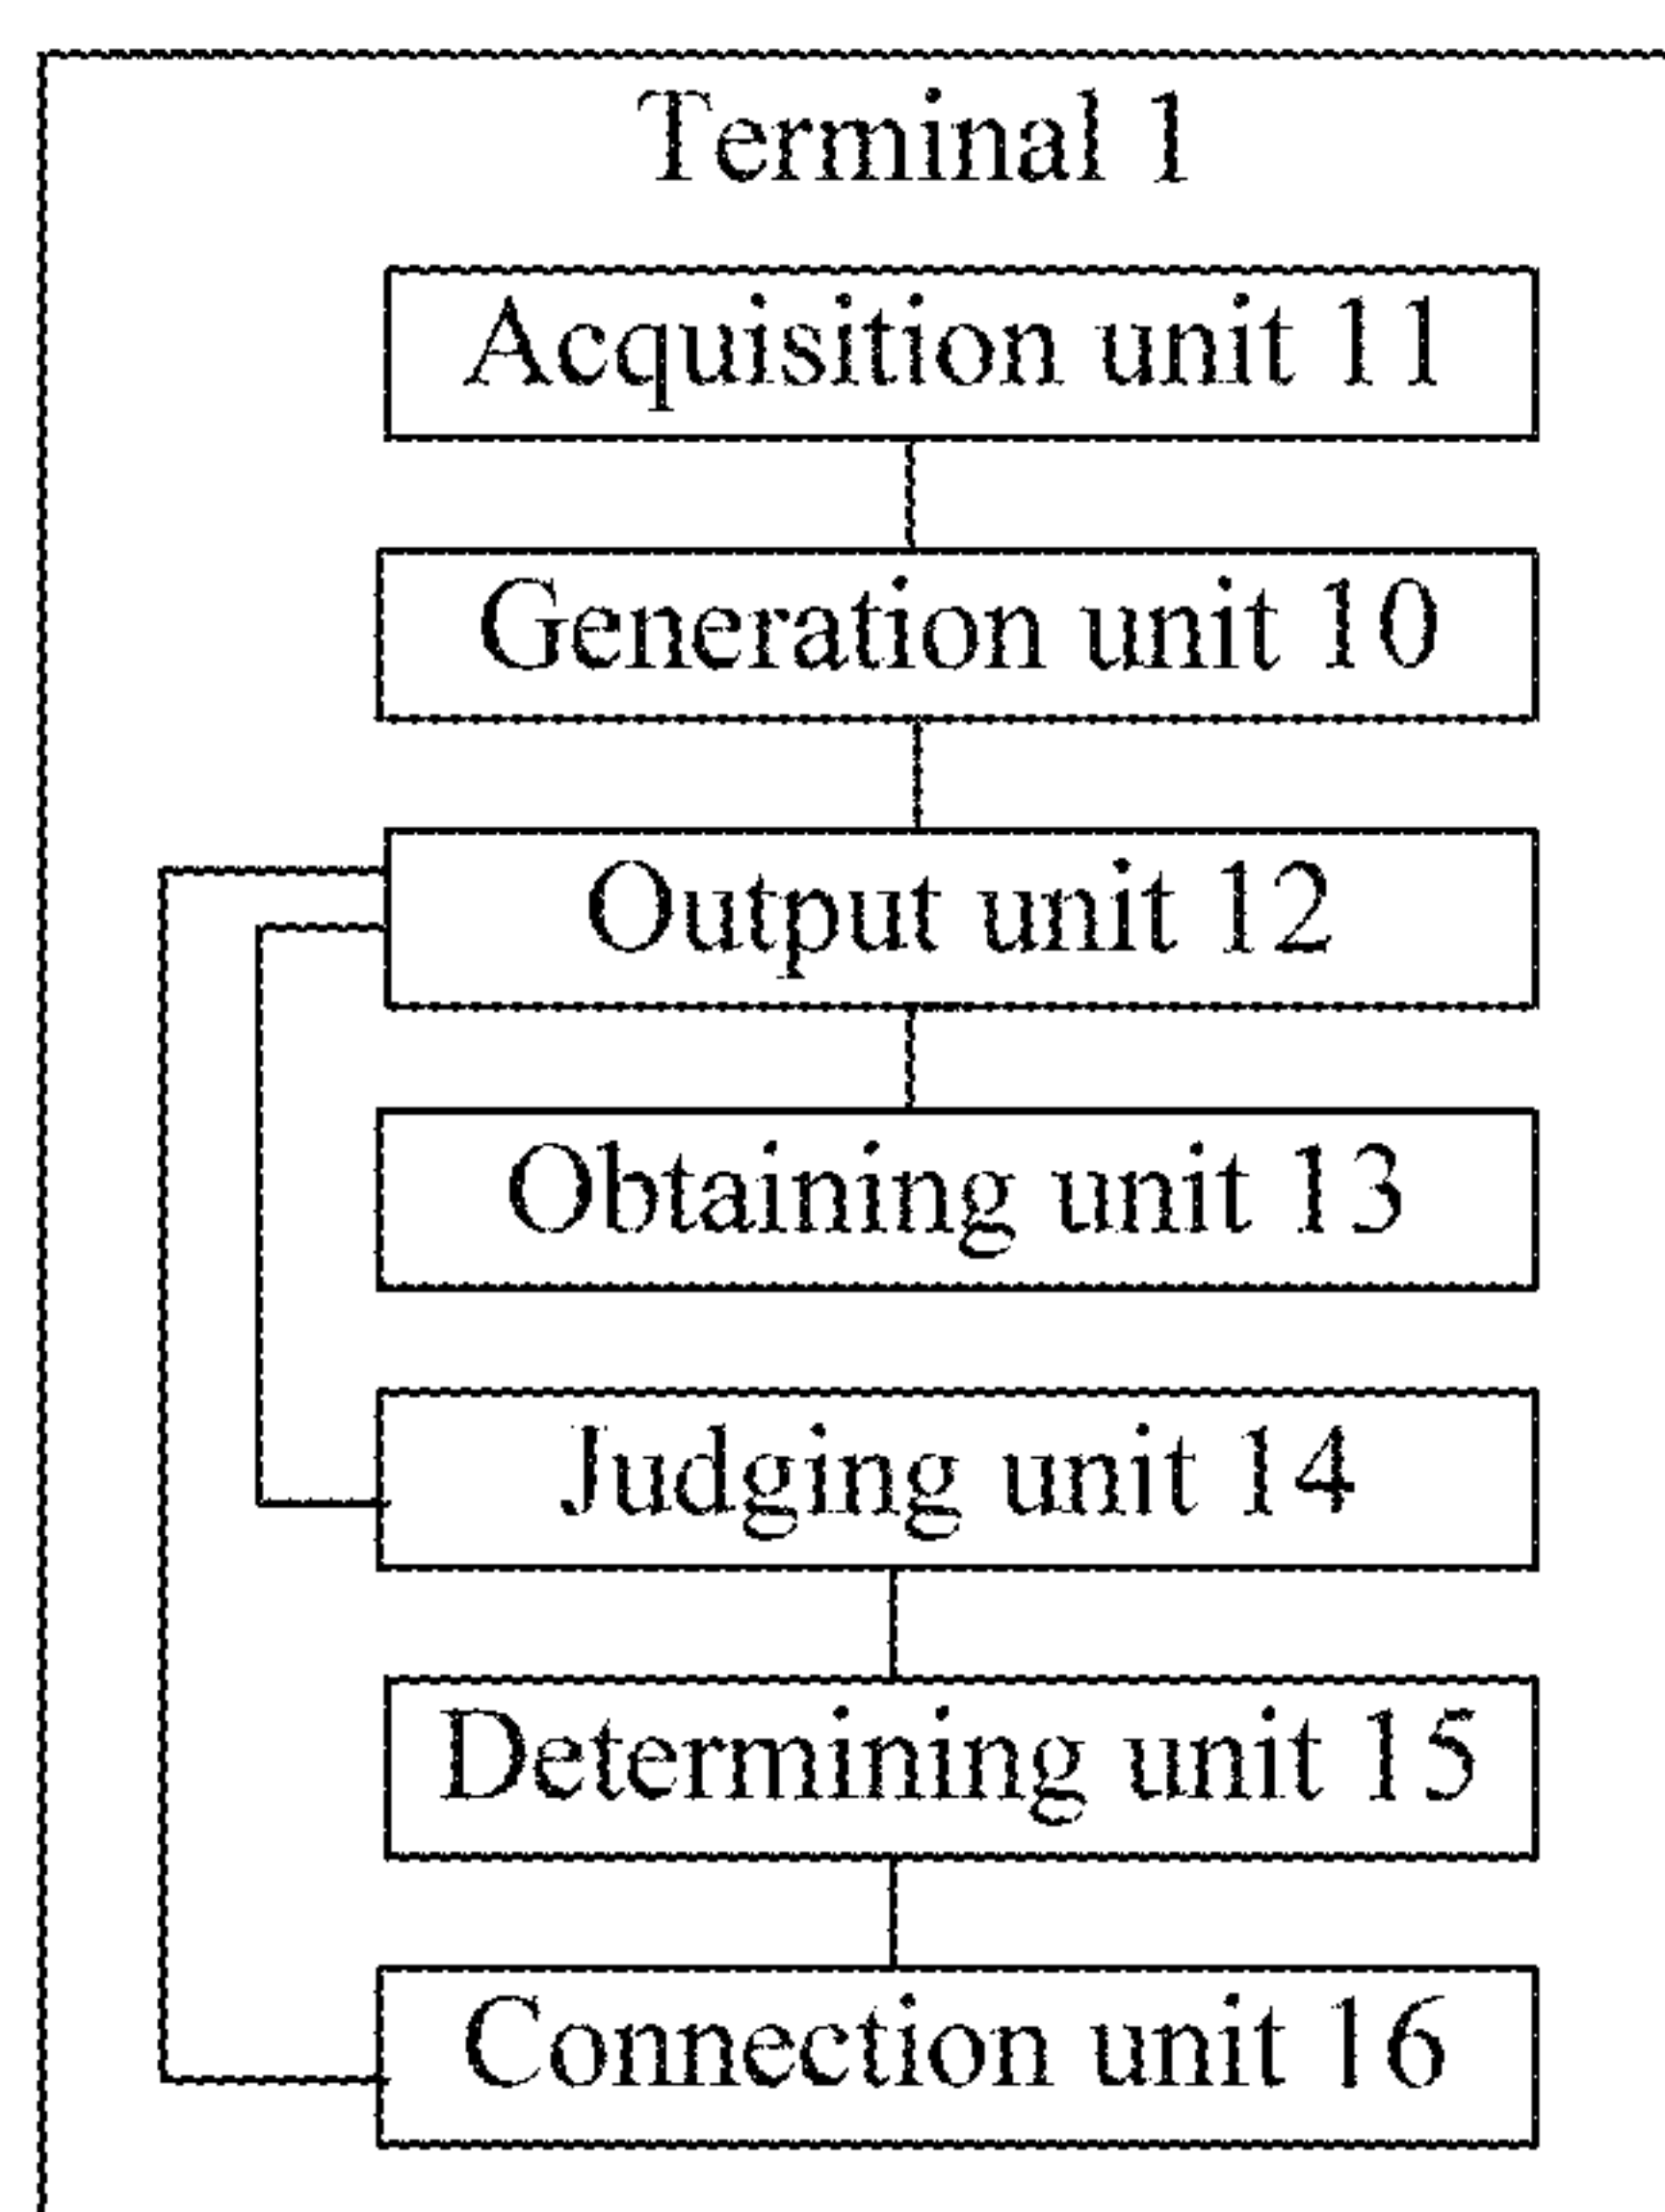 Terminal 1
Acquisition unit 11
Generation unit 10
Output unit 12
Obtaining unit 13
Judging unit 14
Determining unit 15
Connection unit 16